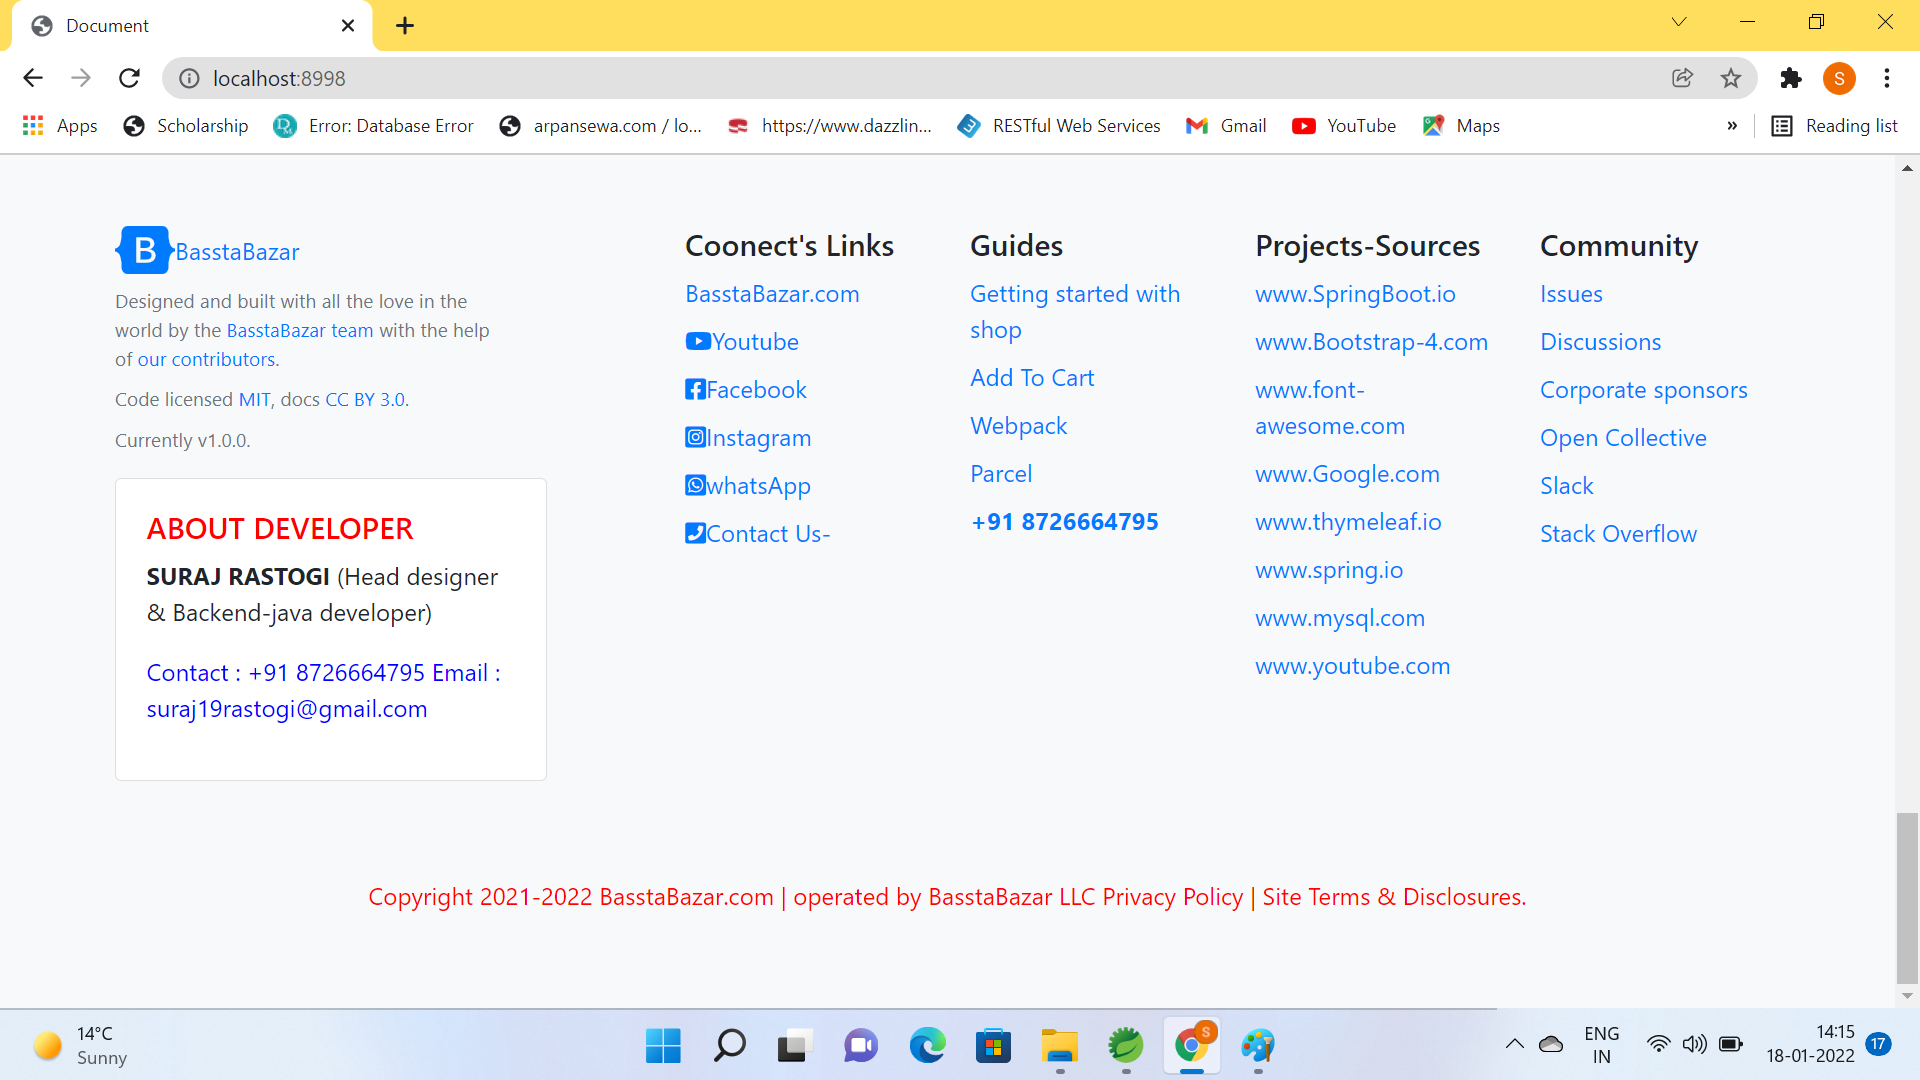 Document
localhost:8998
S
Apps
Scholarship
Error: Database Error
arpansewa.com / lo...
https://www.dazzlin...
RESTful Web Services
Gmail
YouTube
Maps
»
Reading list
B
BasstaBazar
Designed and built with all the love in the
world by the BasstaBazar team with the help
of our contributors.
Code licensed MIT, docs CC BY 3.0.
Currently v1.0.0.
ABOUT DEVELOPER
SURAJ RASTOGI (Head designer
& Backend-java developer)
Contact : +91 8726664795 Email :
suraj19rastogi@gmail.com
Coonect's Links
BasstaBazar.com
Youtube
Facebook
Instagram
whatsApp
Contact Us-
Guides
Getting started with
shop
Add To Cart
Webpack
Parcel
+91 8726664795
Projects-Sources
www.SpringBoot.io
www.Bootstrap-4.com
www.font-
awesome.com
www.Google.com
www.thymeleaf.io
www.spring.io
www.mysql.com
www.youtube.com
Community
Issues
Discussions
Corporate sponsors
Open Collective
Slack
Stack Overflow
Copyright 2021-2022 BasstaBazar.com | operated by BasstaBazar LLC Privacy Policy | Site Terms & Disclosures.
14°C
Sunny
S
ENG
IN
14:15
18-01-2022
17